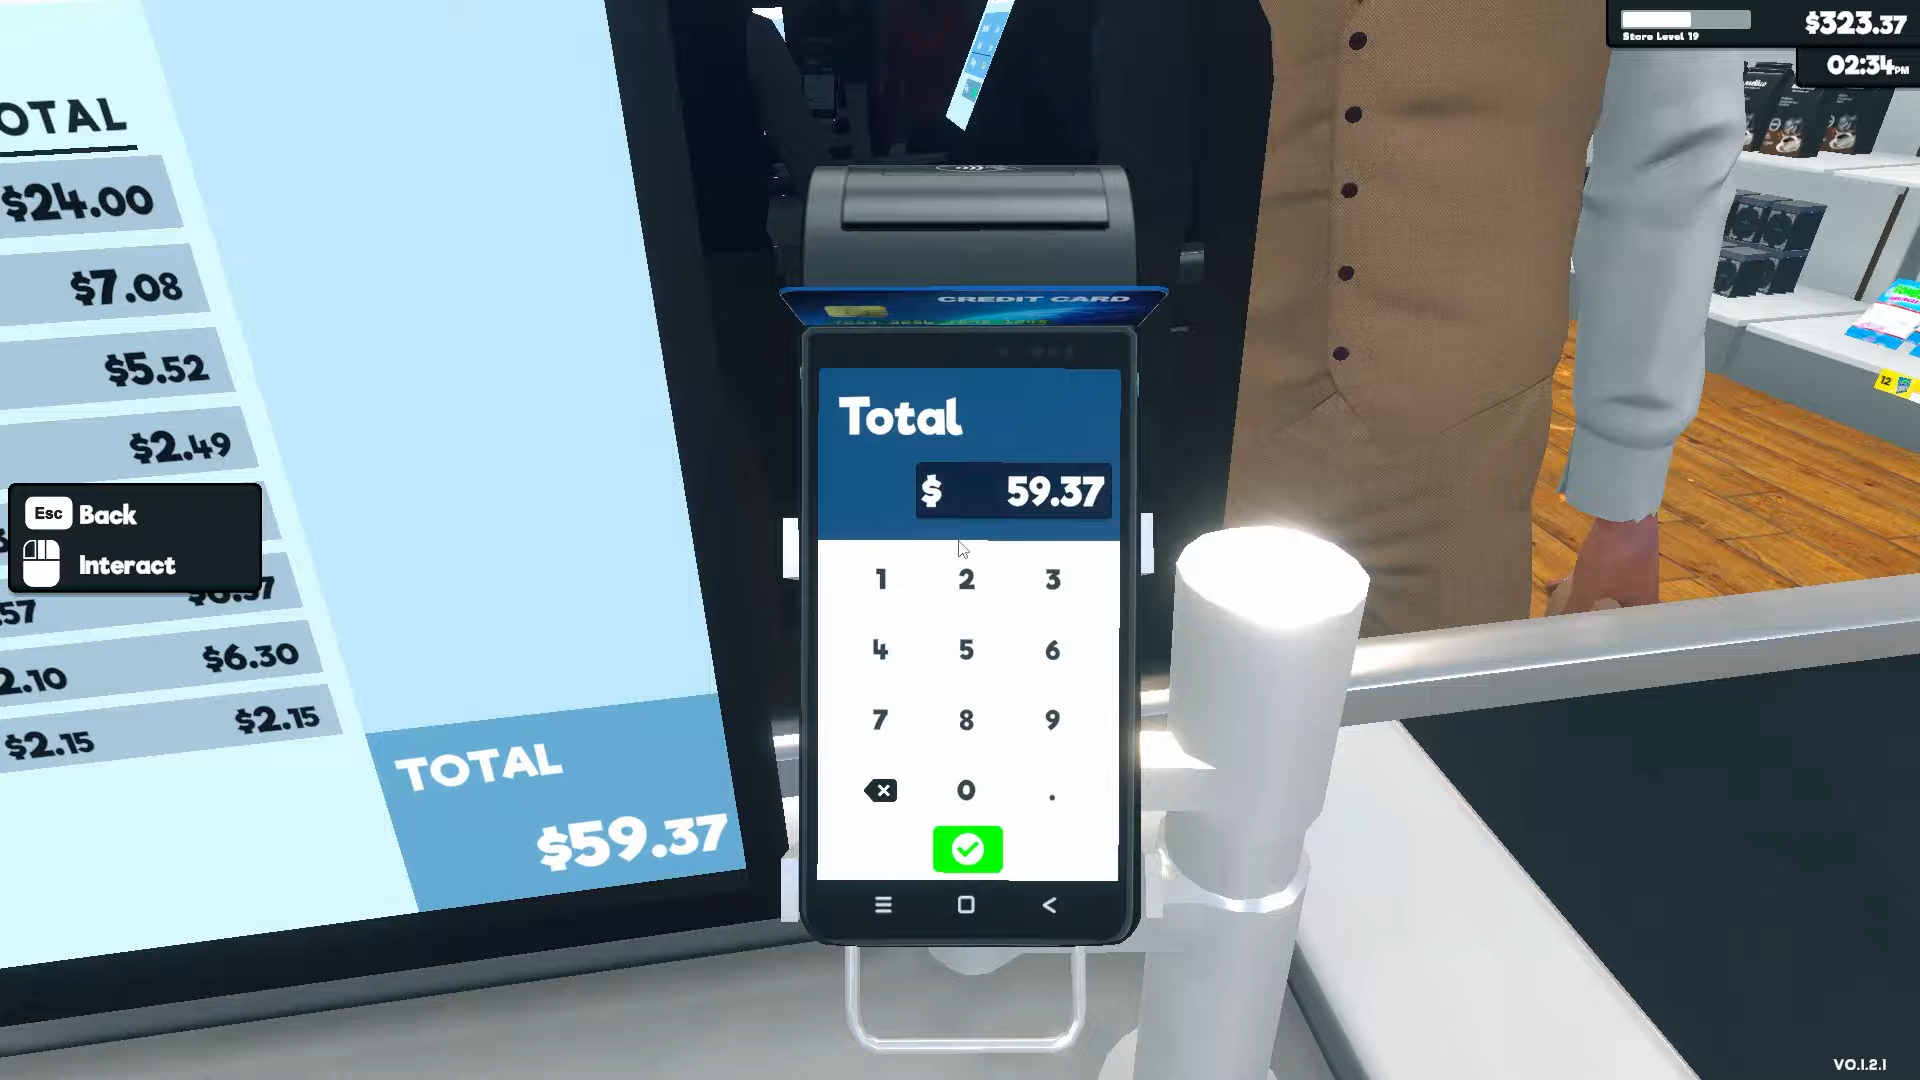 OTAL
$24.00
$7.08
$5.52
$2.49
Esc Back
Interact
.57
2.10 $6.30
$2.15 $2.15
TOTAL
$59.37
CREDIT CARD
Total
$ 59.37
1 2 3
4 5 6
7 8 9
0 .
$323.37
Store Level 19
02:34PM
12
V0.1.2.1